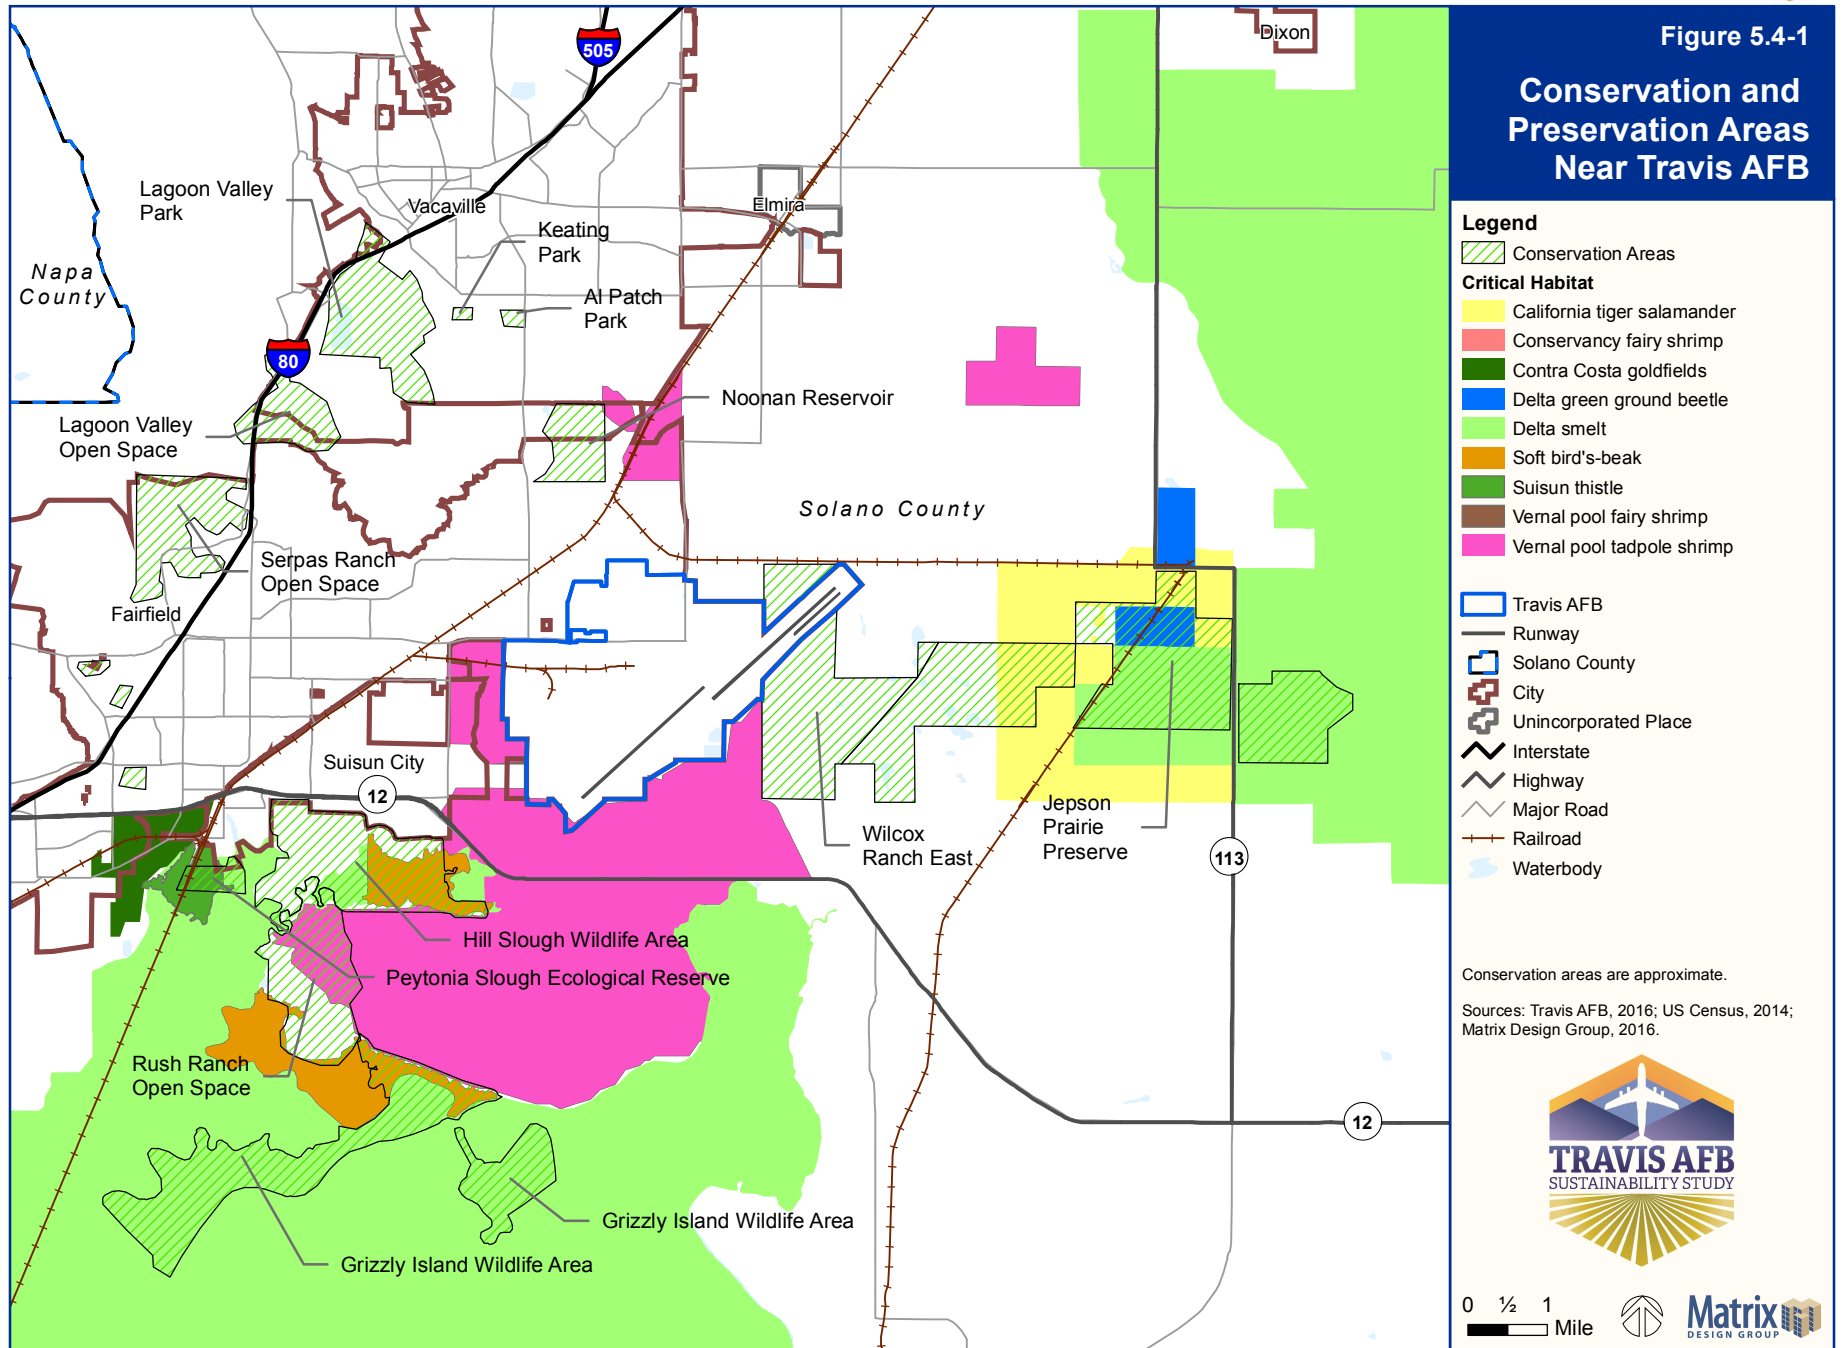 Figure 5.4-1
Conservation and
Preservation Areas
Near Travis AFB
Legend
Conservation Areas
Critical Habitat
California tiger salamander
Conservancy fairy shrimp
Contra Costa goldfields
Delta green ground beetle
Delta smelt
Soft bird's-beak
Suisun thistle
Vernal pool fairy shrimp
Vernal pool tadpole shrimp
Travis AFB
Runway
Solano County
City
Unincorporated Place
Interstate
Highway
Major Road
Railroad
Waterbody
Conservation areas are approximate.
Sources: Travis AFB, 2016; US Census, 2014;
Matrix Design Group, 2016.
TRAVIS AFB
SUSTAINABILITY STUDY
0 ½ 1
Mile
Matrix
DESIGN GROUP
505
Dixon
Lagoon Valley
Park
Vacaville
Elmira
Keating
Park
Napa
County
Al Patch
Park
80
Noonan Reservoir
Lagoon Valley
Open Space
Solano County
Serpas Ranch
Open Space
Fairfield
Suisun City
12
Jepson
Prairie
Preserve
Wilcox
Ranch East
113
Hill Slough Wildlife Area
Peytonia Slough Ecological Reserve
Rush Ranch
Open Space
12
Grizzly Island Wildlife Area
Grizzly Island Wildlife Area